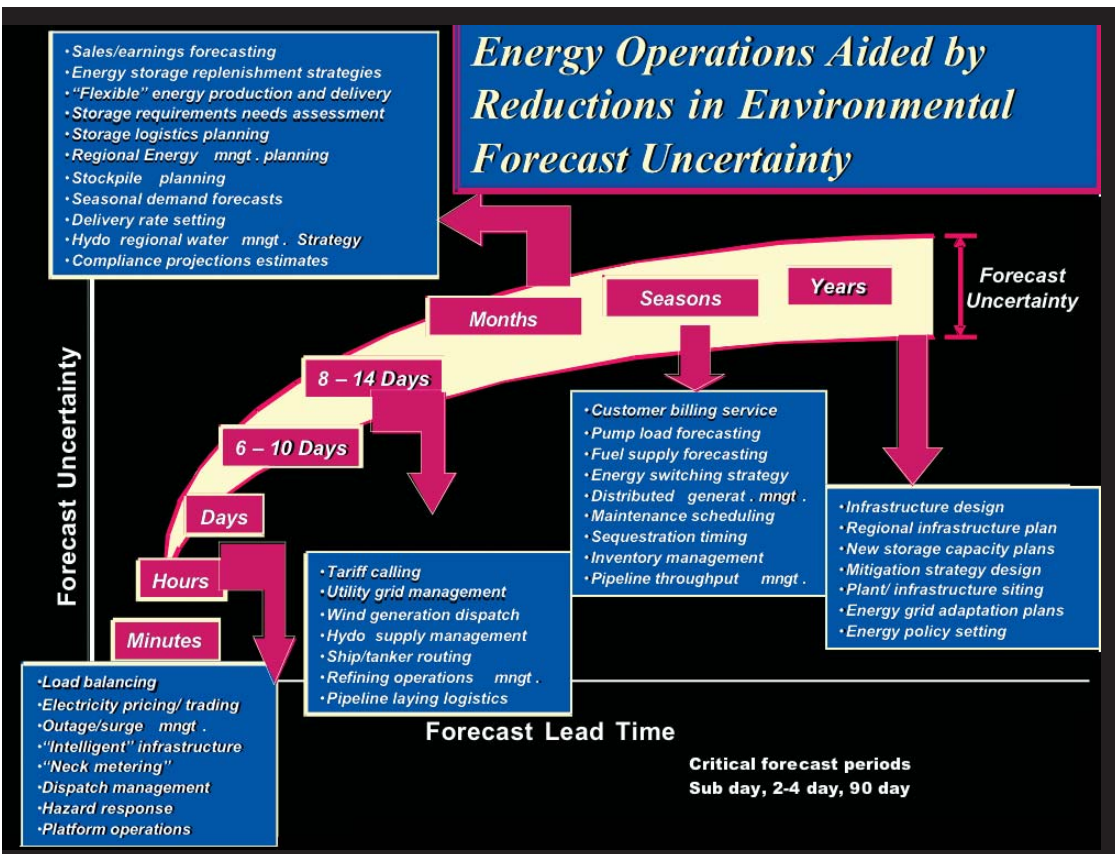 Energy Operations Aided by
Reductions in Environmental
Forecast Uncertainty
•Sales/earnings forecasting
•Energy storage replenishment strategies
•“Flexible” energy production and delivery
•Storage requirements needs assessment
•Storage logistics planning
•Regional Energy mngt . planning
•Stockpile planning
•Seasonal demand forecasts
•Delivery rate setting
•Hydo regional water mngt . Strategy
•Compliance projections estimates
Forecast
Uncertainty
Years
Seasons
Months
8 – 14 Days
6 – 10 Days
Days
Hours
Minutes
Forecast Uncertainty
•Customer billing service
•Pump load forecasting
•Fuel supply forecasting
•Energy switching strategy
•Distributed generat . mngt .
•Maintenance scheduling
•Sequestration timing
•Inventory management
•Pipeline throughput mngt .
•Infrastructure design
•Regional infrastructure plan
•New storage capacity plans
•Mitigation strategy design
•Plant/ infrastructure siting
•Energy grid adaptation plans
•Energy policy setting
•Tariff calling
•Utility grid management
•Wind generation dispatch
•Hydo supply management
•Ship/tanker routing
•Refining operations mngt .
•Pipeline laying logistics
•Load balancing
•Electricity pricing/ trading
•Outage/surge mngt .
•“Intelligent” infrastructure
•“Neck metering”
•Dispatch management
•Hazard response
•Platform operations
Forecast Lead Time
Critical forecast periods
Sub day, 2-4 day, 90 day